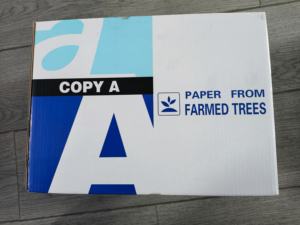 a
COPY A
A
PAPER FROM
FARMED TREES